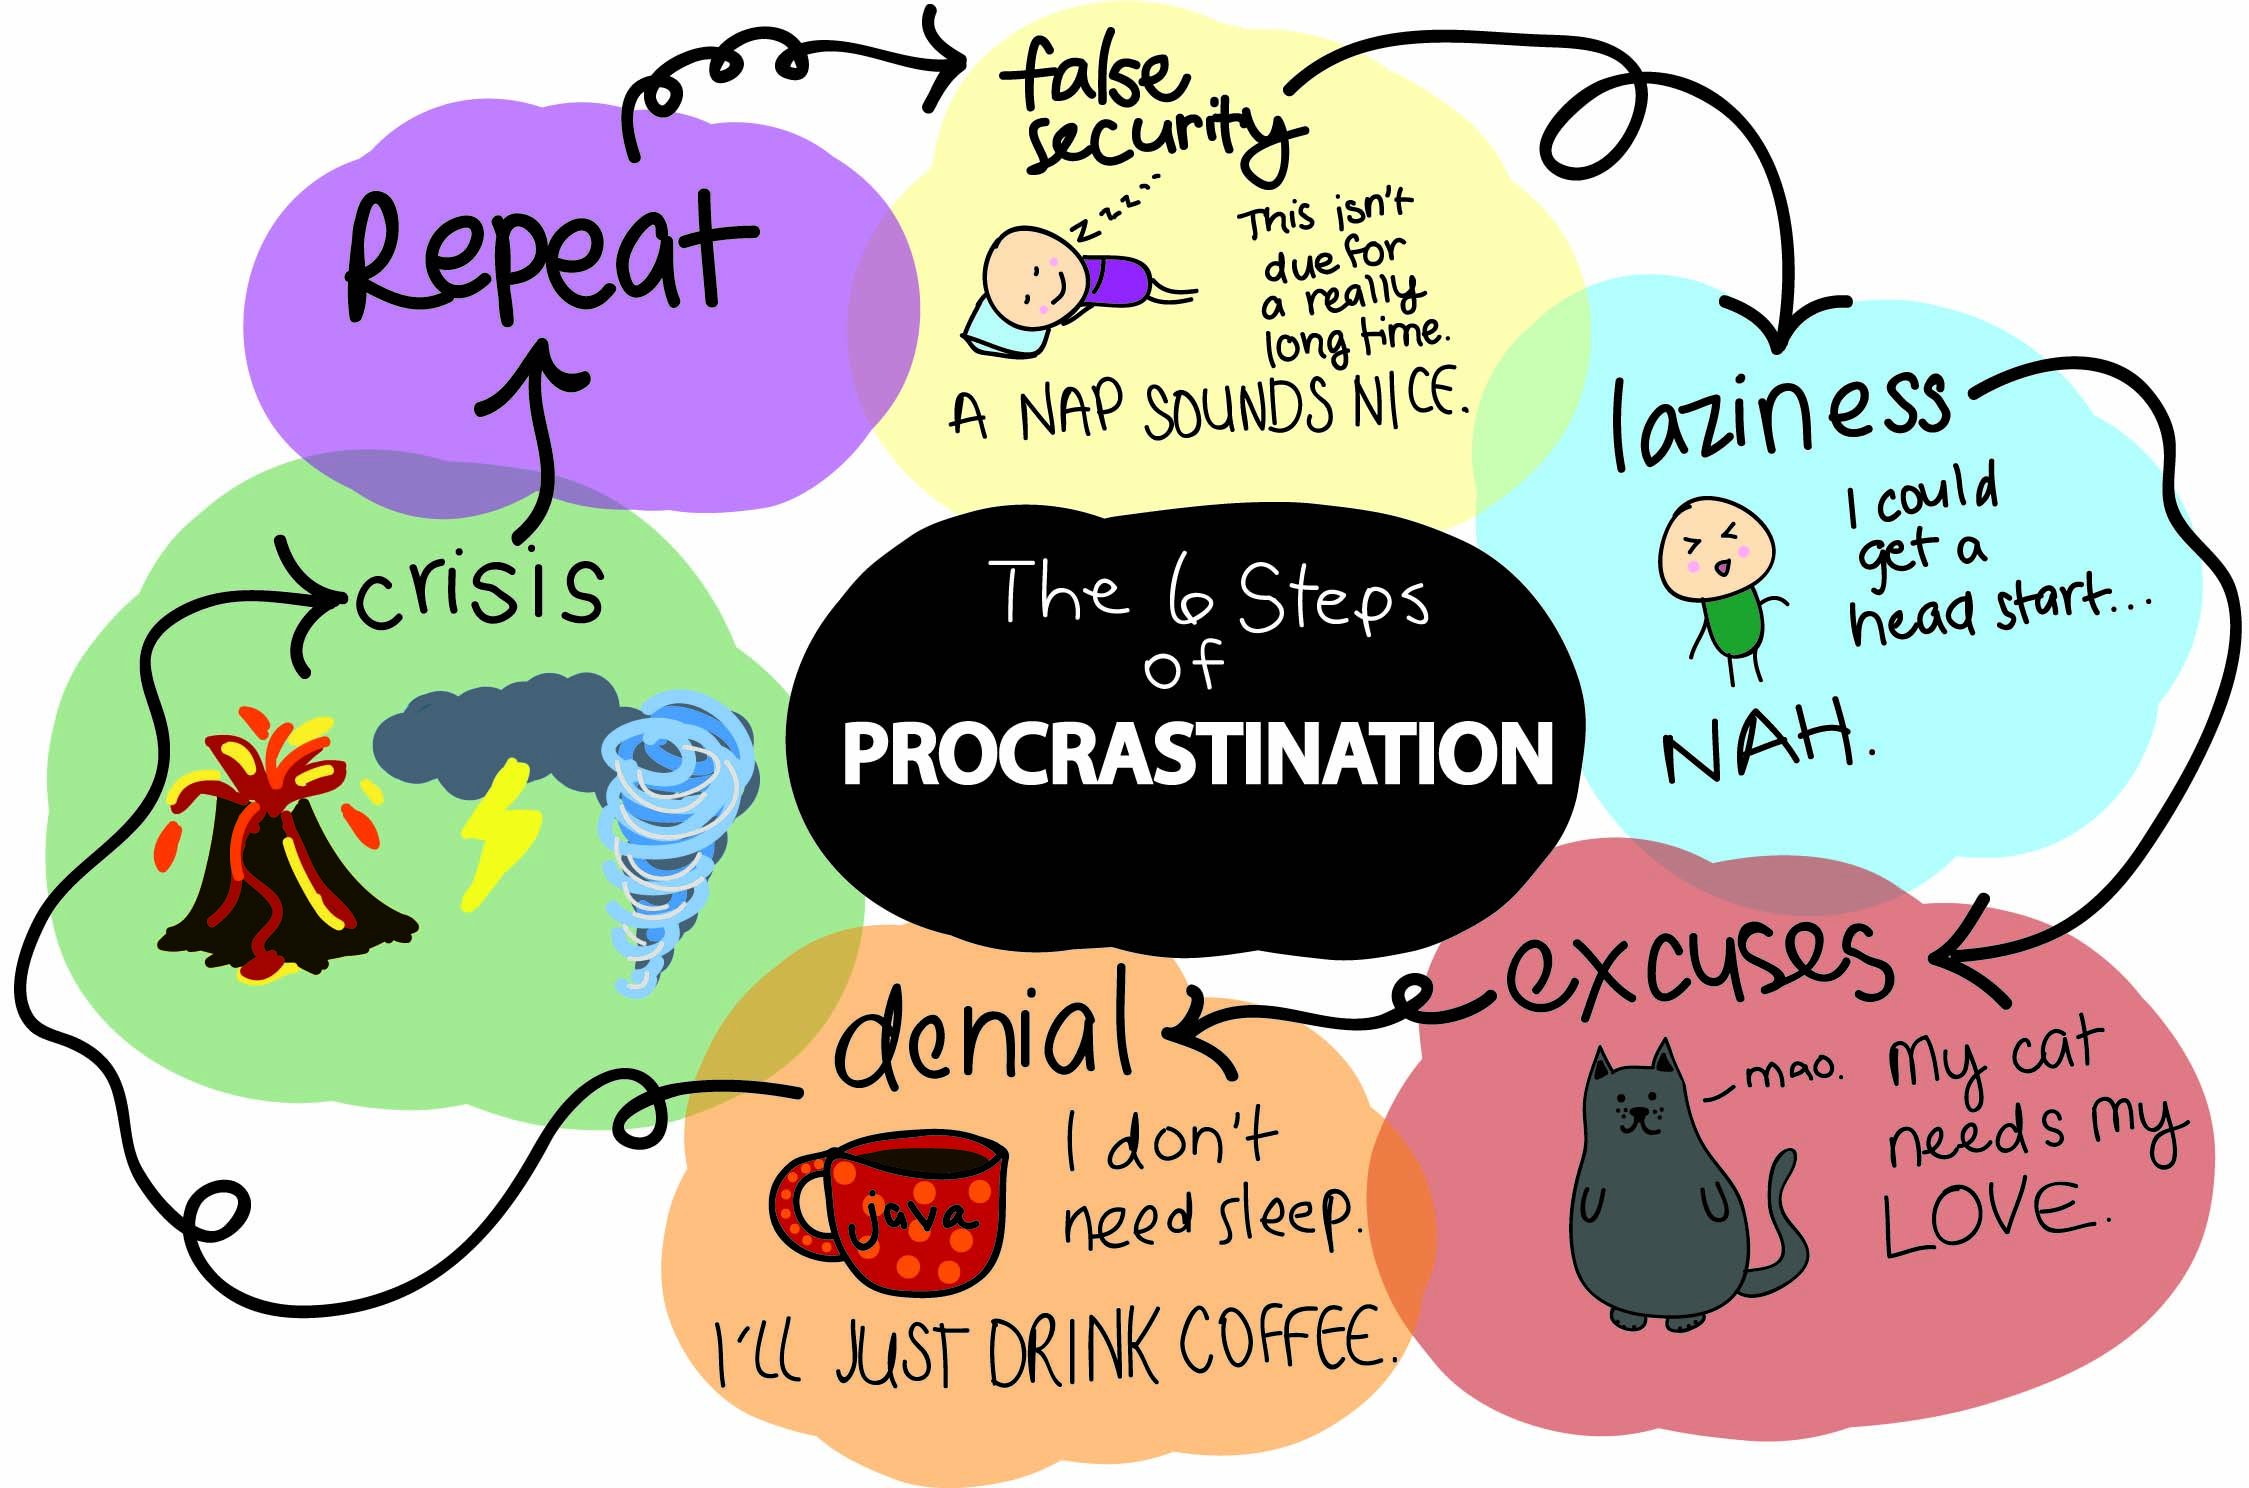 The 6 Steps
of
PROCRASTINATION
false
security
z z z z
This isn't
due for
a really
long time.
A NAP SOUNDS NICE.
laziness
I could
get a
head start...
NAH.
excuses
mao.
My cat
needs my
LOVE.
denial
java
I don't
need sleep.
I'LL JUST DRINK COFFEE.
crisis
Repeat